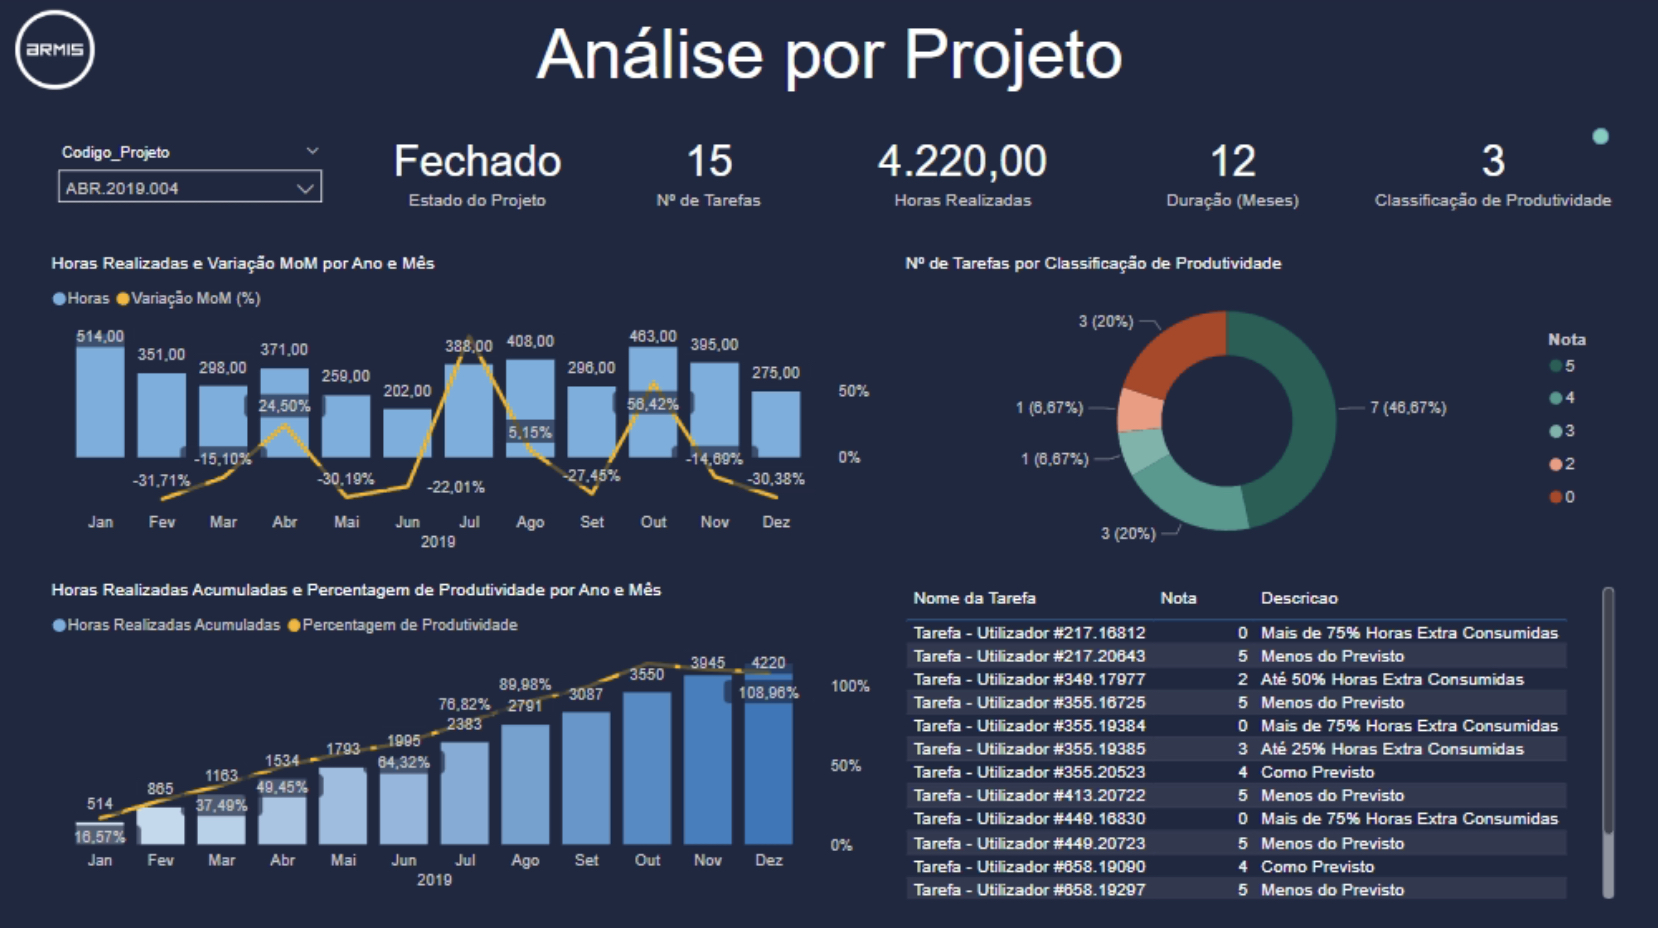 ARMIS
Análise por Projeto
Codigo_Projeto
ABR.2019.004
Fechado
Estado do Projeto
15
Nº de Tarefas
4.220,00
Horas Realizadas
12
Duração (Meses)
3
Classificação de Produtividade
Horas Realizadas e Variação MoM por Ano e Mês
Horas Variação MoM (%)
514,00 351,00 298,00 371,00 259,00 202,00 388,00 408,00 296,00 463,00 395,00 275,00
50%
0%
-31,71% -15,10% 24,50% -30,19% -22,01% 5,15% -27,45% 56,42% -14,69% -30,38%
Jan Fev Mar Abr Mai Jun Jul Ago Set Out Nov Dez
2019
Nº de Tarefas por Classificação de Produtividade
3 (20%)
1 (6,67%)
1 (6,67%)
3 (20%)
7 (46,67%)
Nota
5
4
3
2
0
Horas Realizadas Acumuladas e Percentagem de Produtividade por Ano e Mês
Horas Realizadas Acumuladas Percentagem de Produtividade
514 865 1163 1534 1793 1995 2383 2791 3087 3550 3945 4220
16,57% 37,49% 49,45% 64,32% 76,82% 89,98% 108,96%
100%
50%
0%
Jan Fev Mar Abr Mai Jun Jul Ago Set Out Nov Dez
2019
Nome da Tarefa Nota Descricao
Tarefa - Utilizador #217.16812 0 Mais de 75% Horas Extra Consumidas
Tarefa - Utilizador #217.20643 5 Menos do Previsto
Tarefa - Utilizador #349.17977 2 Até 50% Horas Extra Consumidas
Tarefa - Utilizador #355.16725 5 Menos do Previsto
Tarefa - Utilizador #355.19384 0 Mais de 75% Horas Extra Consumidas
Tarefa - Utilizador #355.19385 3 Até 25% Horas Extra Consumidas
Tarefa - Utilizador #355.20523 4 Como Previsto
Tarefa - Utilizador #413.20722 5 Menos do Previsto
Tarefa - Utilizador #449.16830 0 Mais de 75% Horas Extra Consumidas
Tarefa - Utilizador #449.20723 5 Menos do Previsto
Tarefa - Utilizador #658.19090 4 Como Previsto
Tarefa - Utilizador #658.19297 5 Menos do Previsto